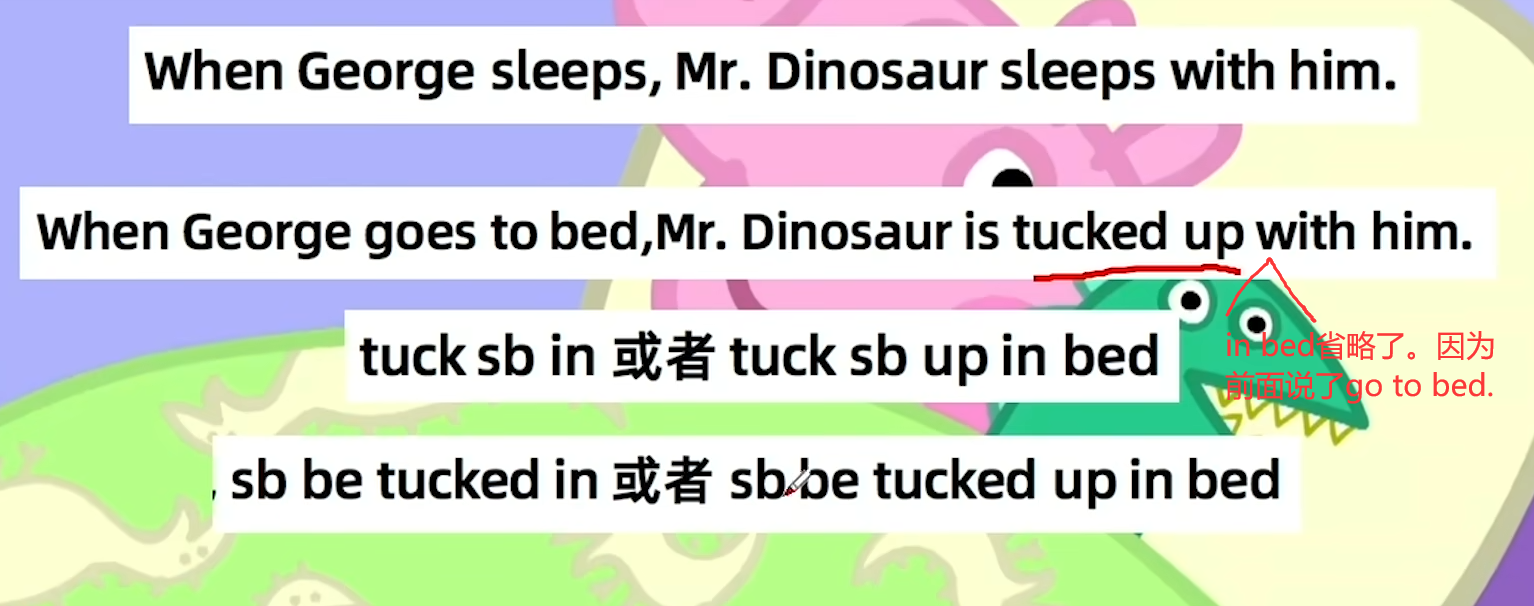 When George sleeps, Mr. Dinosaur sleeps with him.
When George goes to bed,Mr. Dinosaur is tucked up with him.
tuck sb in 或者 tuck sb up in bed
in bed省略了。因为
前面说了go to bed.
, sb be tucked in 或者 sb be tucked up in bed